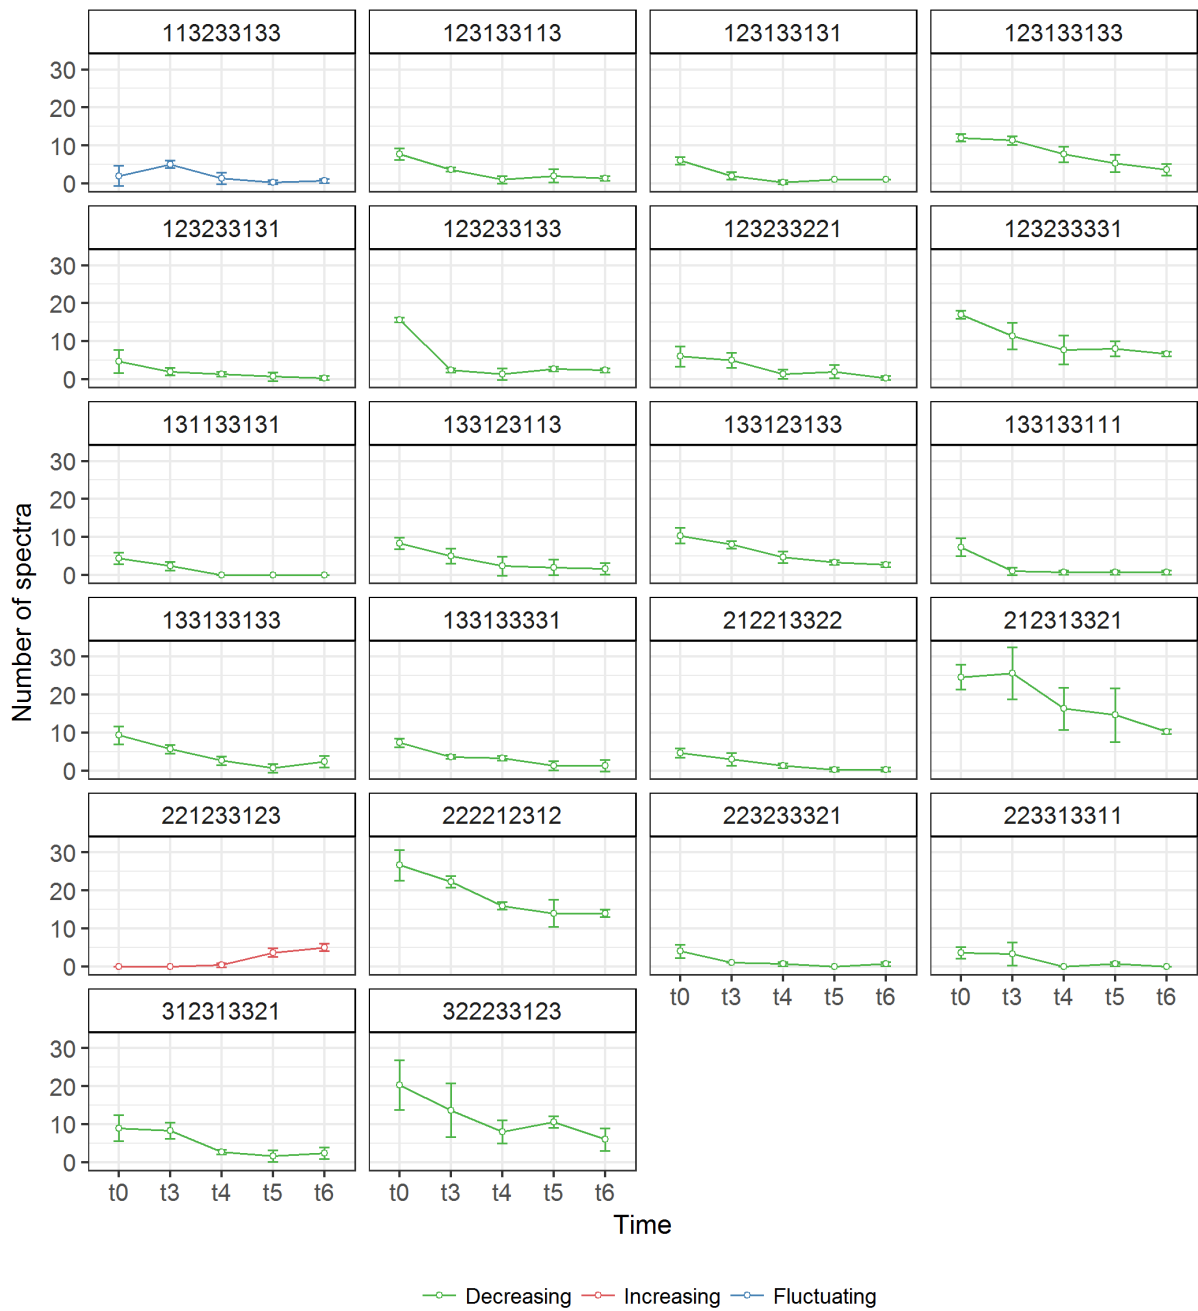 113233133 123133113 123133131 123133133
30
20
10
0
123233131 123233133 123233221 123233331
30
20
10
0
131133131 133123113 133123133 133133111
30
20
10
0
133133133 133133331 212213322 212313321
30
20
10
0
221233123 222212312 223233321 223313311
30
20
10
0
t0 t3 t4 t5 t6 t0 t3 t4 t5 t6
312313321 322233123
30
20
10
0
t0 t3 t4 t5 t6 t0 t3 t4 t5 t6
Number of spectra
Time
Decreasing Increasing Fluctuating